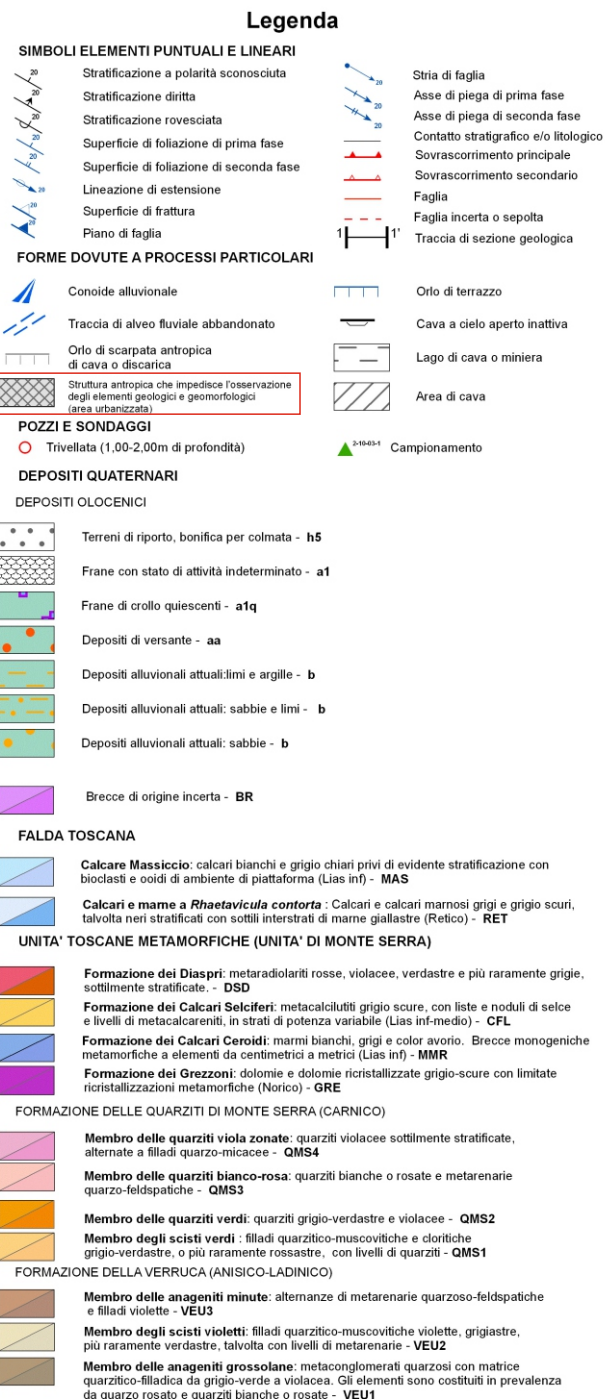 Legenda
SIMBOLI ELEMENTI PUNTUALI E LINEARI
20 Stratificazione a polarità sconosciuta
20 Stratificazione diritta
20 Stratificazione rovesciata
20 Superficie di foliazione di prima fase
20 Superficie di foliazione di seconda fase
20 Lineazione di estensione
20 Superficie di frattura
20 Piano di faglia
20 Stria di faglia
20 Asse di piega di prima fase
20 Asse di piega di seconda fase
Contatto stratigrafico e/o litologico
Sovrascorrimento principale
Sovrascorrimento secondario
Faglia
Faglia incerta o sepolta
1 1' Traccia di sezione geologica
FORME DOVUTE A PROCESSI PARTICOLARI
Conoide alluvionale
Traccia di alveo fluviale abbandonato
Orlo di scarpata antropica
di cava o discarica
Struttura antropica che impedisce l'osservazione
degli elementi geologici e geomorfologici
(area urbanizzata)
Orlo di terrazzo
Cava a cielo aperto inattiva
Lago di cava o miniera
Area di cava
POZZI E SONDAGGI
Trivellata (1,00-2,00m di profondità)
2-10-03-1 Campionamento
DEPOSITI QUATERNARI
DEPOSITI OLOCENICI
Terreni di riporto, bonifica per colmata - h5
Frane con stato di attività indeterminato - a1
Frane di crollo quiescenti - a1q
Depositi di versante - aa
Depositi alluvionali attuali:limi e argille - b
Depositi alluvionali attuali: sabbie e limi - b
Depositi alluvionali attuali: sabbie - b
Brecce di origine incerta - BR
FALDA TOSCANA
Calcare Massiccio: calcari bianchi e grigio chiari privi di evidente stratificazione con
bioclasti e ooidi di ambiente di piattaforma (Lias inf) - MAS
Calcari e marne a Rhaetavicula contorta : Calcari e calcari marnosi grigi e grigio scuri,
talvolta neri stratificati con sottili interstrati di marne giallastre (Retico) - RET
UNITA' TOSCANE METAMORFICHE (UNITA' DI MONTE SERRA)
Formazione dei Diaspri: metaradiolariti rosse, violacee, verdastre e più raramente grigie,
sottilmente stratificate. - DSD
Formazione dei Calcari Selciferi: metacalcilutiti grigio scure, con liste e noduli di selce
e livelli di metacalcareniti, in strati di potenza variabile (Lias inf-medio) - CFL
Formazione dei Calcari Ceroidi: marmi bianchi, grigi e color avorio. Brecce monogeniche
metamorfiche a elementi da centimetrici a metrici (Lias inf) - MMR
Formazione dei Grezzoni: dolomie e dolomie ricristallizzate grigio-scure con limitate
ricristallizzazioni metamorfiche (Norico) - GRE
FORMAZIONE DELLE QUARZITI DI MONTE SERRA (CARNICO)
Membro delle quarziti viola zonate: quarziti violacee sottilmente stratificate,
alternate a filladi quarzo-micacee - QMS4
Membro delle quarziti bianco-rosa: quarziti bianche o rosate e metarenarie
quarzo-feldspatiche - QMS3
Membro delle quarziti verdi: quarziti grigio-verdastre e violacee - QMS2
Membro degli scisti verdi : filladi quarzitico-muscovitiche e cloritiche
grigio-verdastre, o più raramente rossastre, con livelli di quarziti - QMS1
FORMAZIONE DELLA VERRUCA (ANISICO-LADINICO)
Membro delle anageniti minute: alternanze di metarenarie quarzoso-feldspatiche
e filladi violette - VEU3
Membro degli scisti violetti: filladi quarzitico-muscovitiche violette, grigiastre,
più raramente verdastre, talvolta con livelli di metarenarie - VEU2
Membro delle anageniti grossolane: metaconglomerati quarzosi con matrice
quarzitico-filladica da grigio-verde a violacea. Gli elementi sono costituiti in prevalenza
da quarzo rosato e quarziti bianche o rosate - VEU1